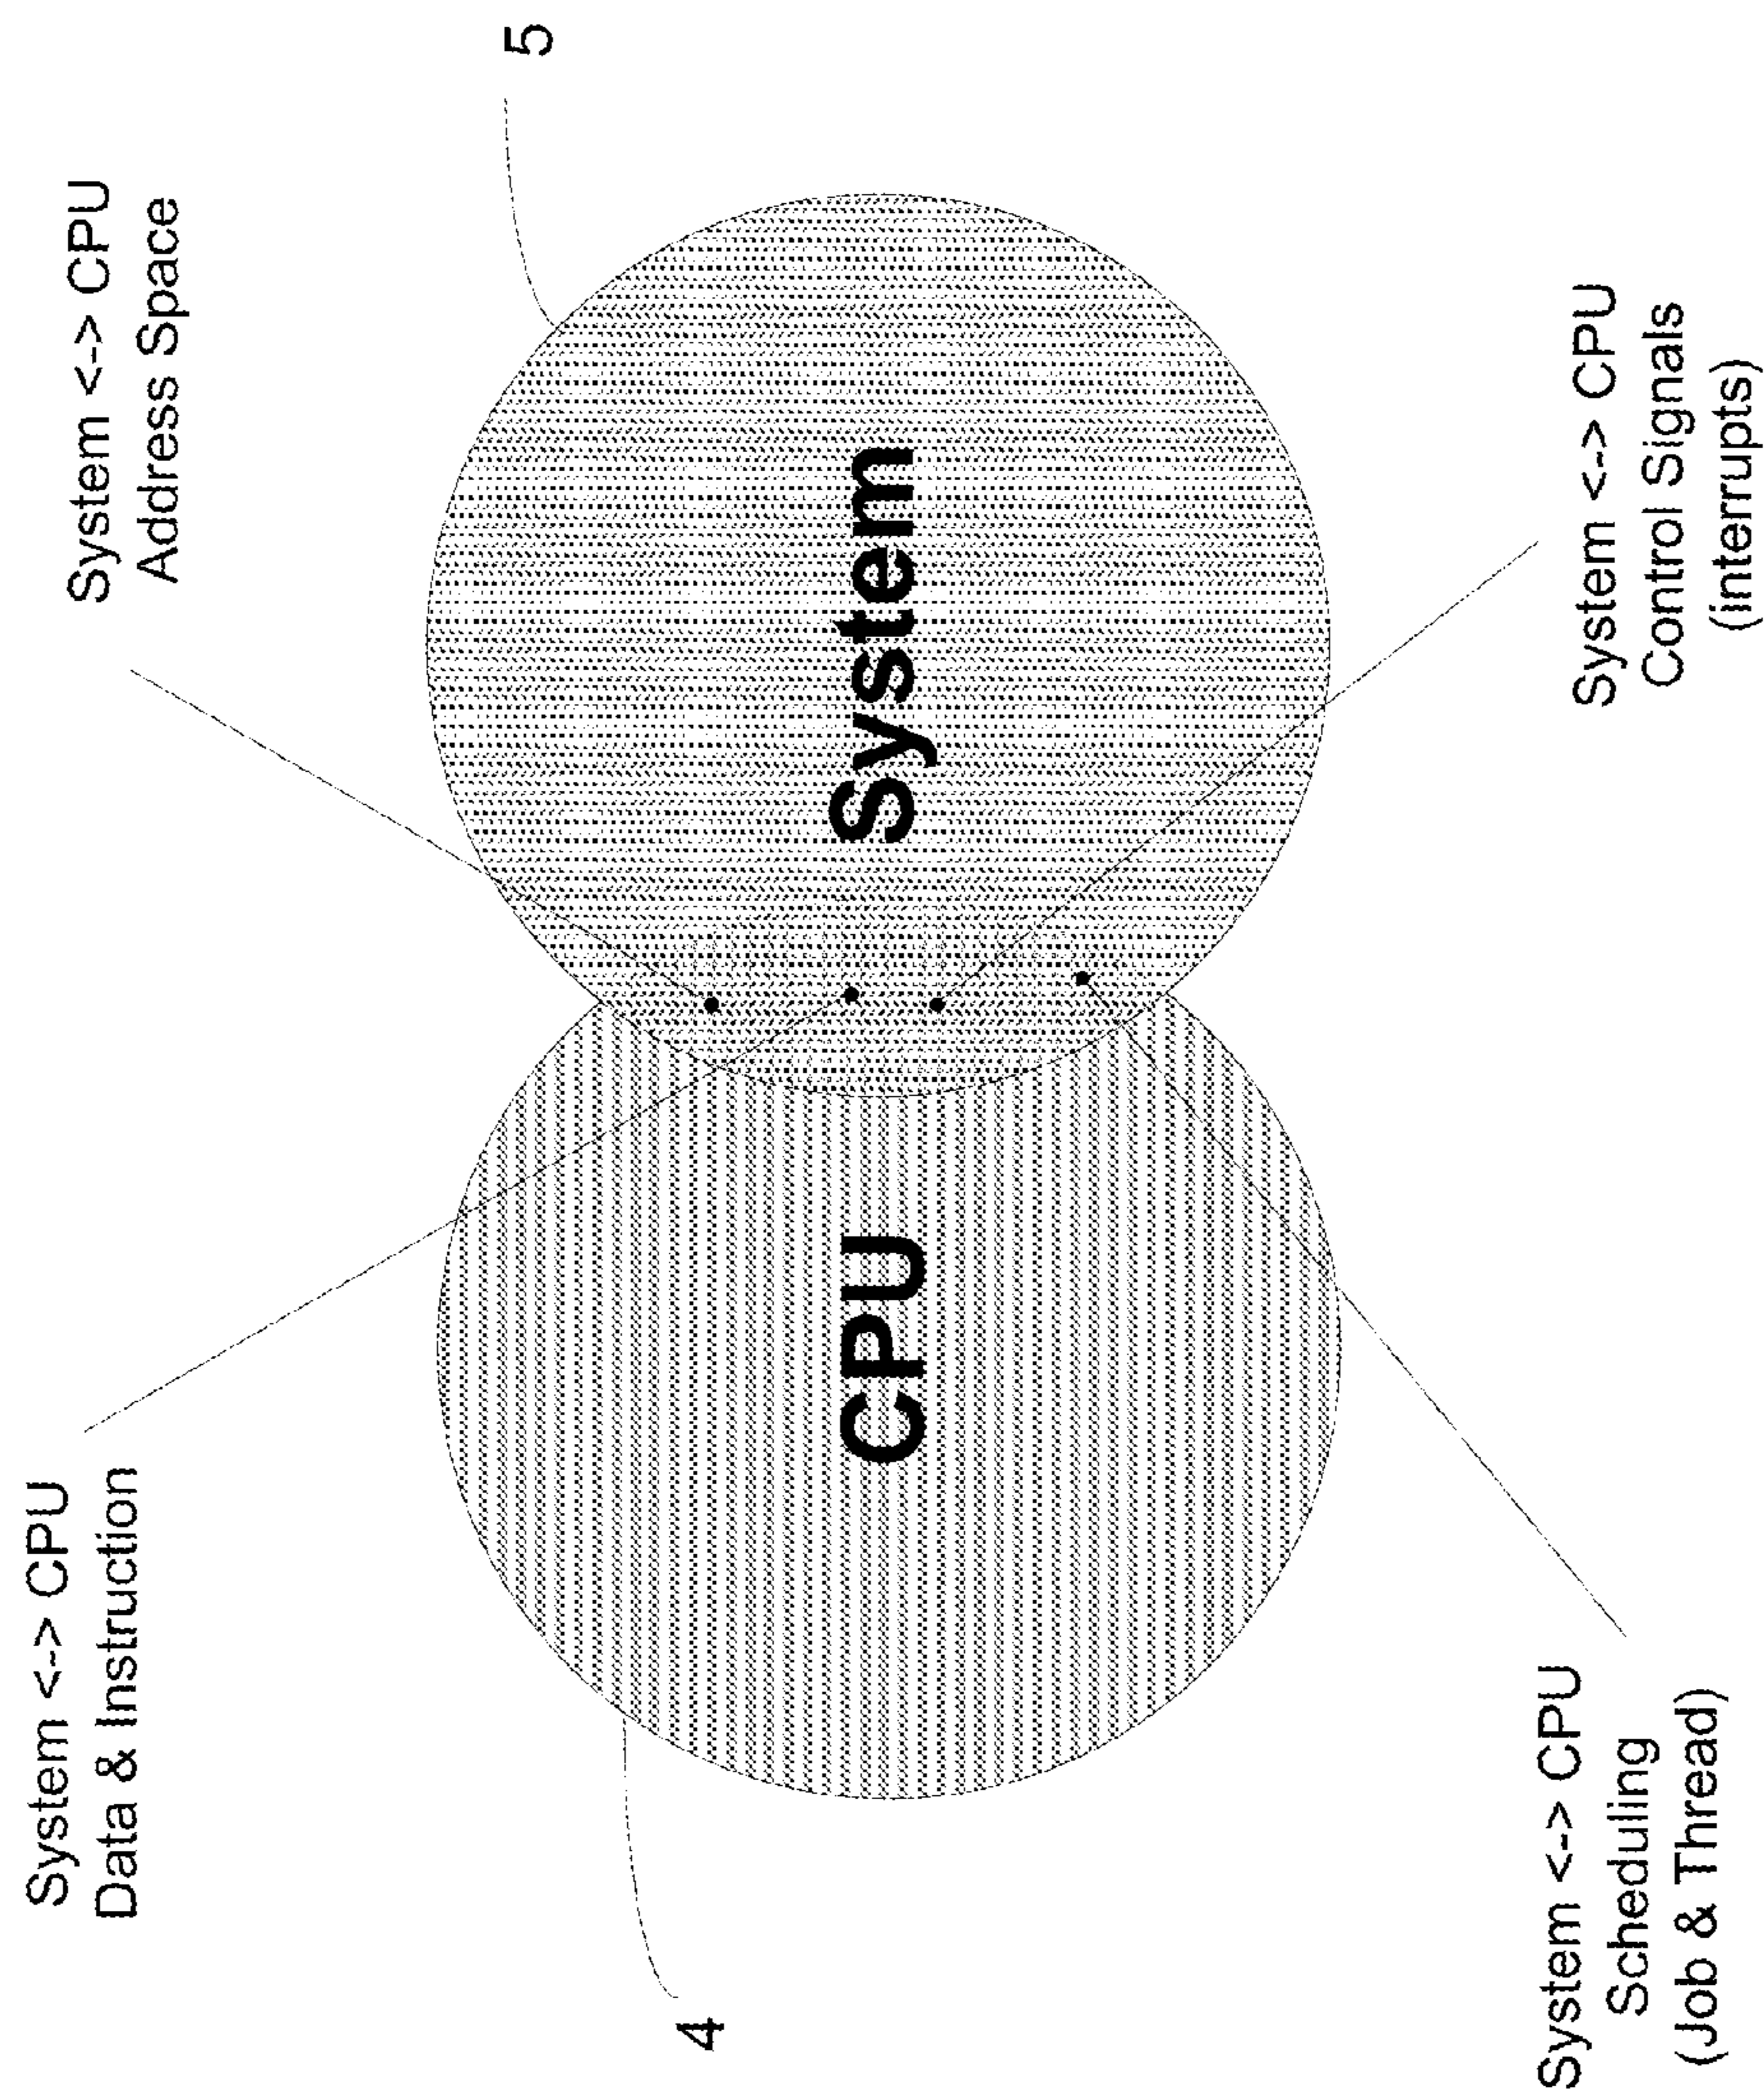 System <-> CPU
Data & Instruction
System <-> CPU
Address Space
5
4
CPU
System
System <-> CPU
Scheduling
(Job & Thread)
System <-> CPU
Control Signals
(interrupts)